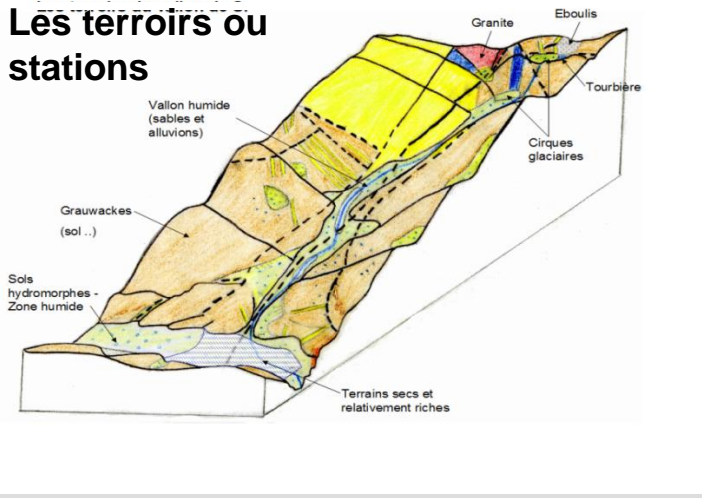 Les terroirs ou
stations
Granite
Eboulis
Tourbière
Vallon humide
(sables et
alluvions)
Cirques
glaciaires
Grauwackes
(sol ..)
Sols
hydromorphes -
Zone humide
Terrains secs et
relativement riches